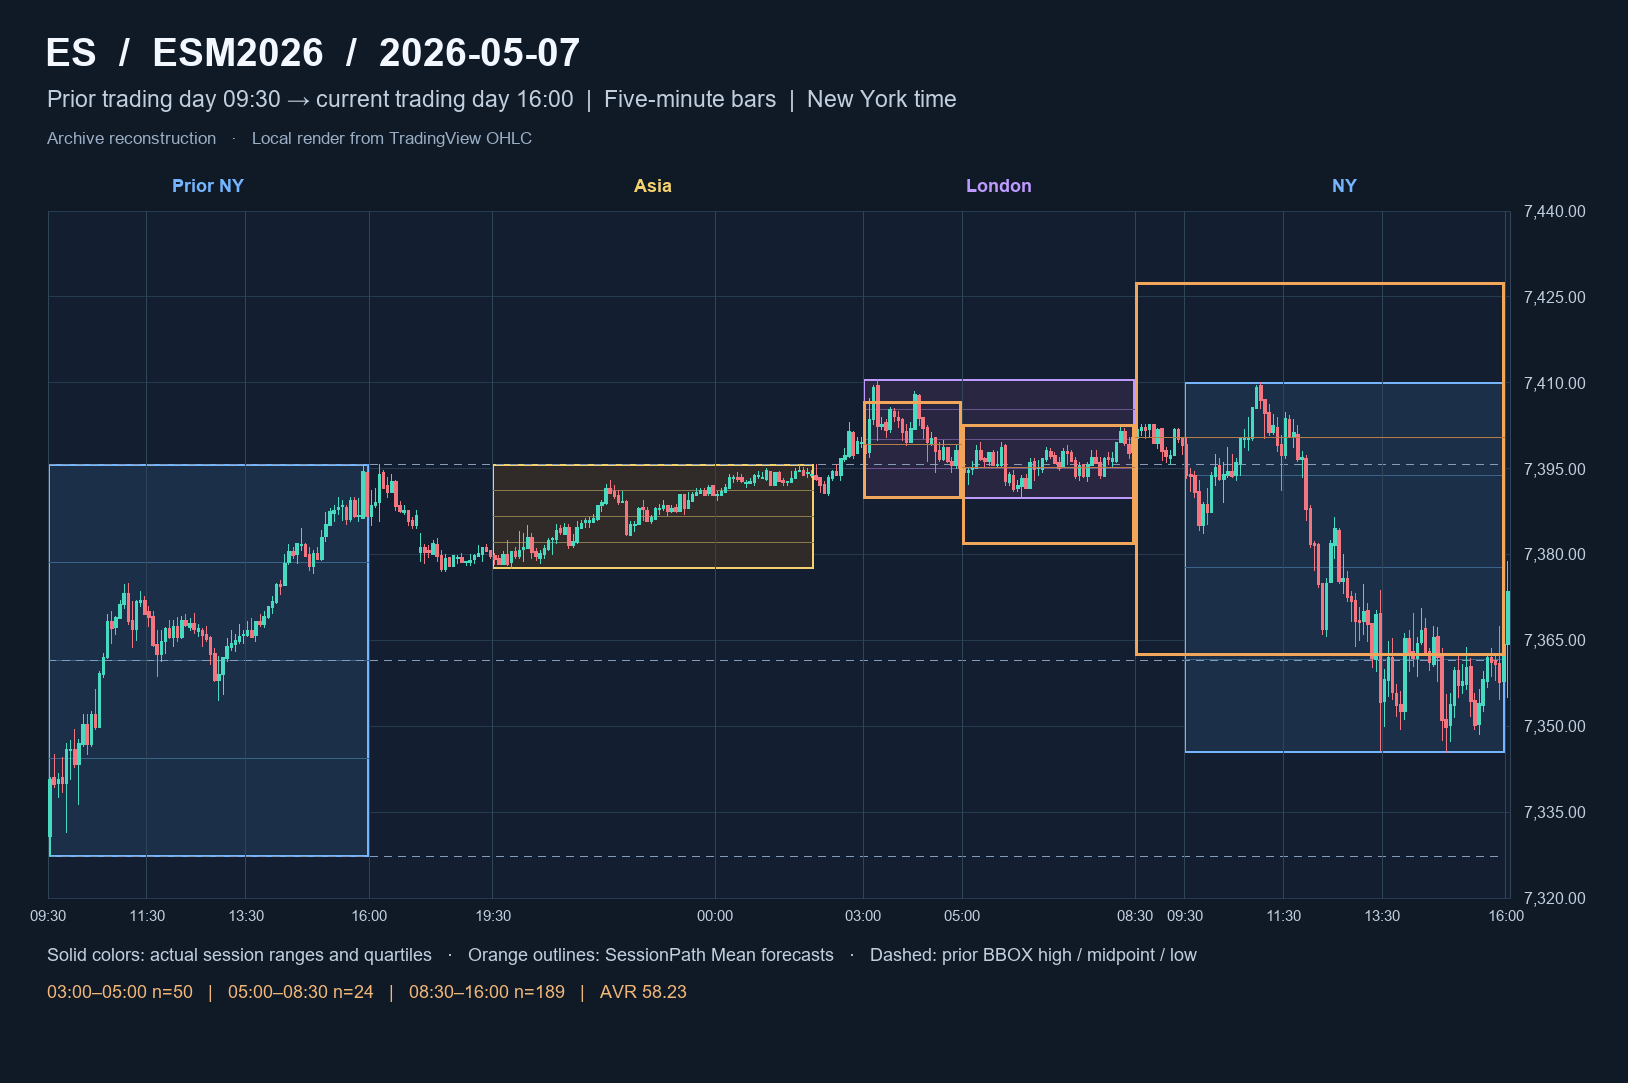 ES / ESM2026 / 2026-05-07
Prior trading day 09:30 → current trading day 16:00 | Five-minute bars | New York time
Archive reconstruction · Local render from TradingView OHLC
Prior NY Asia London NY
7,440.00
7,425.00
7,410.00
7,395.00
7,380.00
7,365.00
7,350.00
7,335.00
7,320.00
09:30 11:30 13:30 16:00 19:30 00:00 03:00 05:00 08:30 09:30 11:30 13:30 16:00
Solid colors: actual session ranges and quartiles · Orange outlines: SessionPath Mean forecasts · Dashed: prior BBOX high / midpoint / low
03:00–05:00 n=50 | 05:00–08:30 n=24 | 08:30–16:00 n=189 | AVR 58.23